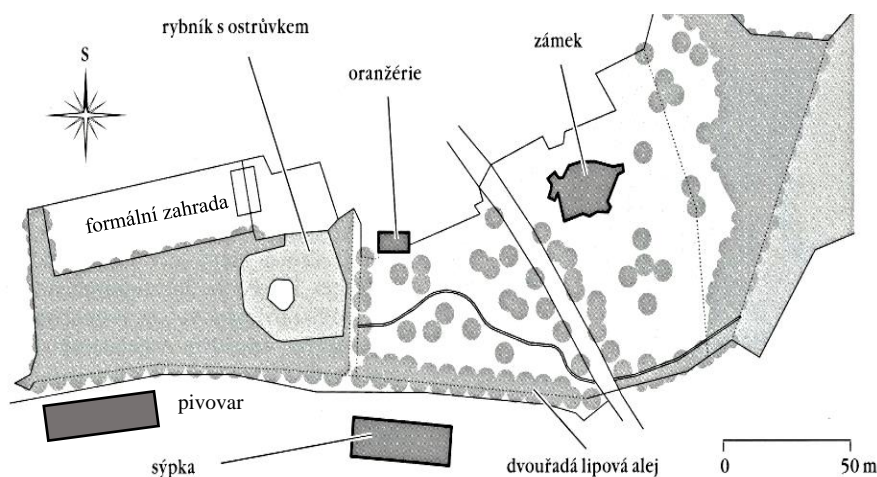 rybník s ostrůvkem
S
oranžérie
zámek
formální zahrada
pivovar
sýpka
dvouřadá lipová alej
0 50 m